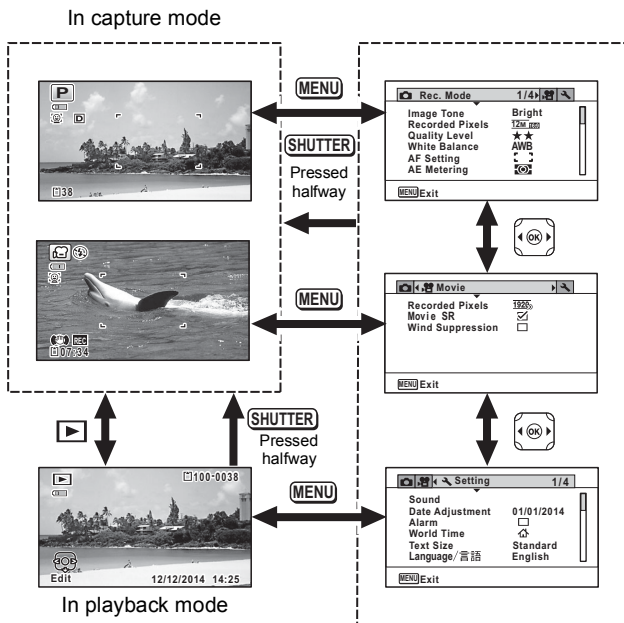 In capture mode
P
D
38
MENU
SHUTTER
Pressed
halfway
Rec. Mode 1/4
Image Tone Bright
Recorded Pixels 12M
Quality Level ★★
White Balance AWB
AF Setting
AE Metering
MENU Exit
OK
REC
07:34
MENU
Movie
Recorded Pixels 1920
Movie SR ☑
Wind Suppression □
MENU Exit
OK
SHUTTER
Pressed
halfway
100-0038
Edit 12/12/2014 14:25
In playback mode
MENU
Setting 1/4
Sound
Date Adjustment 01/01/2014
Alarm □
World Time
Text Size Standard
Language/言語 English
MENU Exit